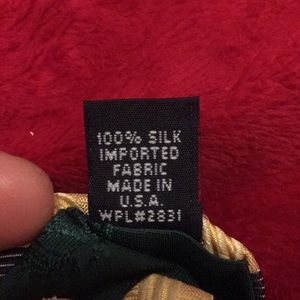 100% SILK
IMPORTED
FABRIC
MADE IN
U.S.A.
WPL#2831